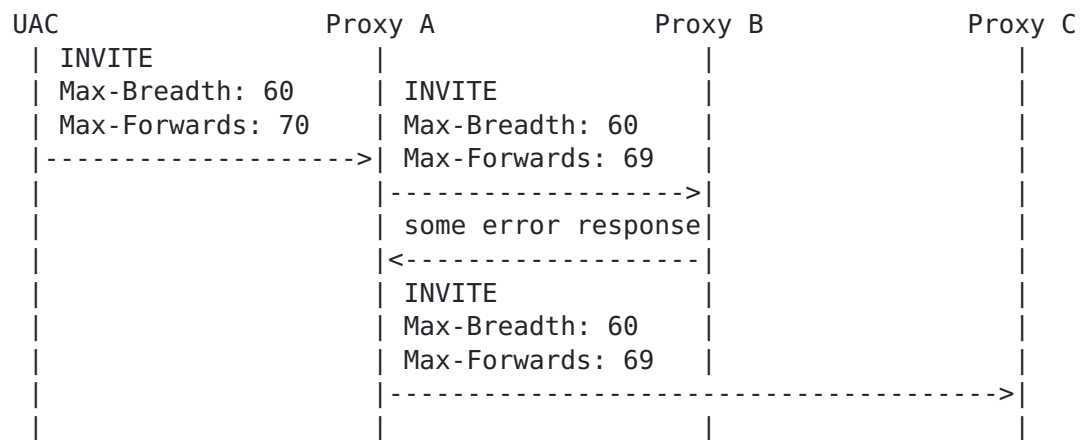 UAC Proxy A Proxy B Proxy C
INVITE
Max-Breadth: 60 INVITE
Max-Forwards: 70 Max-Breadth: 60
Max-Forwards: 69
some error response
INVITE
Max-Breadth: 60
Max-Forwards: 69